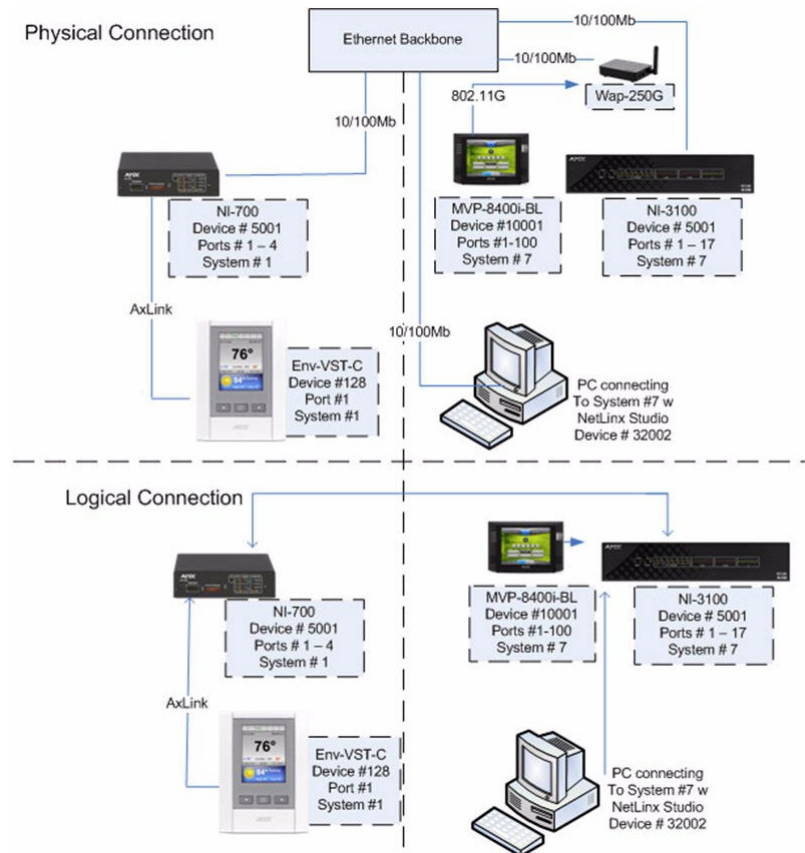 Physical Connection
Ethernet Backbone
10/100Mb
10/100Mb
802.11G
Wap-250G
10/100Mb
NI-700
Device # 5001
Ports # 1 – 4
System # 1
MVP-8400i-BL
Device #10001
Ports #1-100
System # 7
AMX
NI-3100
Device # 5001
Ports # 1 – 17
System # 7
AxLink
10/100Mb
76°
84°
Env-VST-C
Device #128
Port #1
System #1
PC connecting
To System #7 w
NetLinx Studio
Device # 32002
Logical Connection
NI-700
Device # 5001
Ports # 1 – 4
System # 1
MVP-8400i-BL
Device #10001
Ports #1-100
System # 7
AMX
NI-3100
Device # 5001
Ports # 1 – 17
System # 7
AxLink
76°
84°
Env-VST-C
Device #128
Port #1
System #1
PC connecting
To System #7 w
NetLinx Studio
Device # 32002